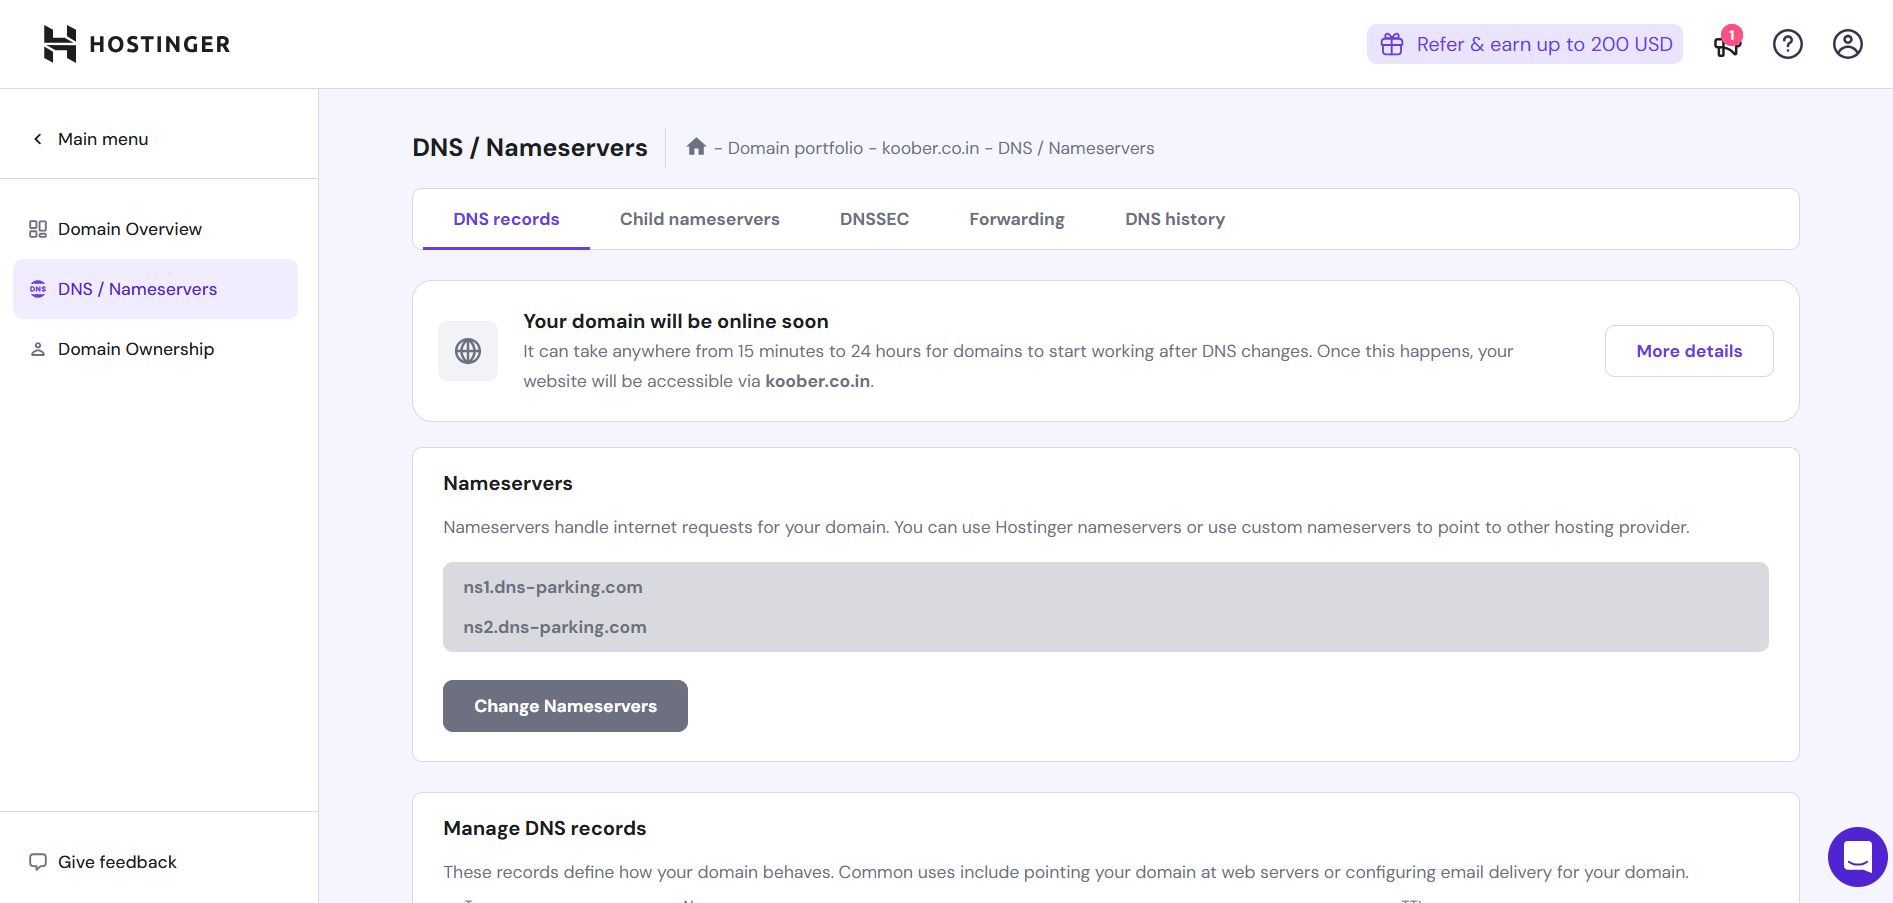 HOSTINGER
Refer & earn up to 200 USD
1
Main menu
Domain Overview
DNS
DNS / Nameservers
Domain Ownership
Give feedback
DNS / Nameservers
- Domain portfolio - koober.co.in - DNS / Nameservers
DNS records
Child nameservers
DNSSEC
Forwarding
DNS history
Your domain will be online soon
It can take anywhere from 15 minutes to 24 hours for domains to start working after DNS changes. Once this happens, your
website will be accessible via koober.co.in.
More details
Nameservers
Nameservers handle internet requests for your domain. You can use Hostinger nameservers or use custom nameservers to point to other hosting provider.
ns1.dns-parking.com
ns2.dns-parking.com
Change Nameservers
Manage DNS records
These records define how your domain behaves. Common uses include pointing your domain at web servers or configuring email delivery for your domain.